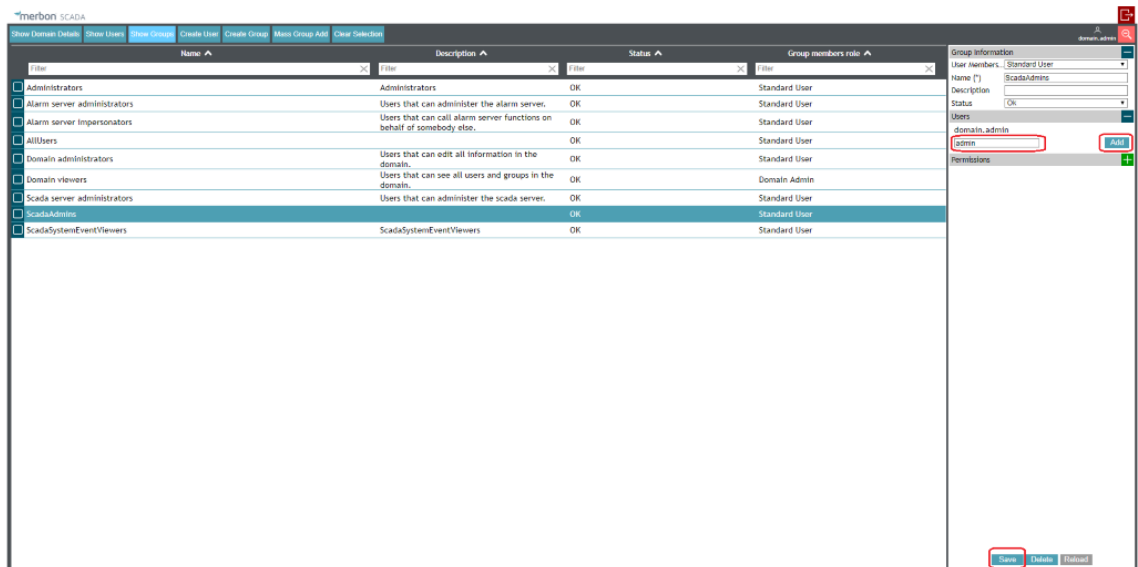 merbon SCADA
Show Domain Details Show Users Show Groups Create User Create Group Mass Group Add Clear Selection
domain.admin
Name Description Status Group members role
Filter Filter Filter Filter
Administrators Administrators OK Standard User
Alarm server administrators Users that can administer the alarm server. OK Standard User
Alarm server impersonators Users that can call alarm server functions on behalf of somebody else. OK Standard User
AllUsers OK Standard User
Domain administrators Users that can edit all information in the domain. OK Standard User
Domain viewers Users that can see all users and groups in the domain. OK Domain Admin
Scada server administrators Users that can administer the scada server. OK Standard User
ScadaAdmins OK Standard User
ScadaSystemEventViewers ScadaSystemEventViewers OK Standard User
Group Information
User Members... Standard User
Name (*) ScadaAdmins
Description
Status Ok
Users
domain.admin
admin Add
Permissions
Save Delete Reload